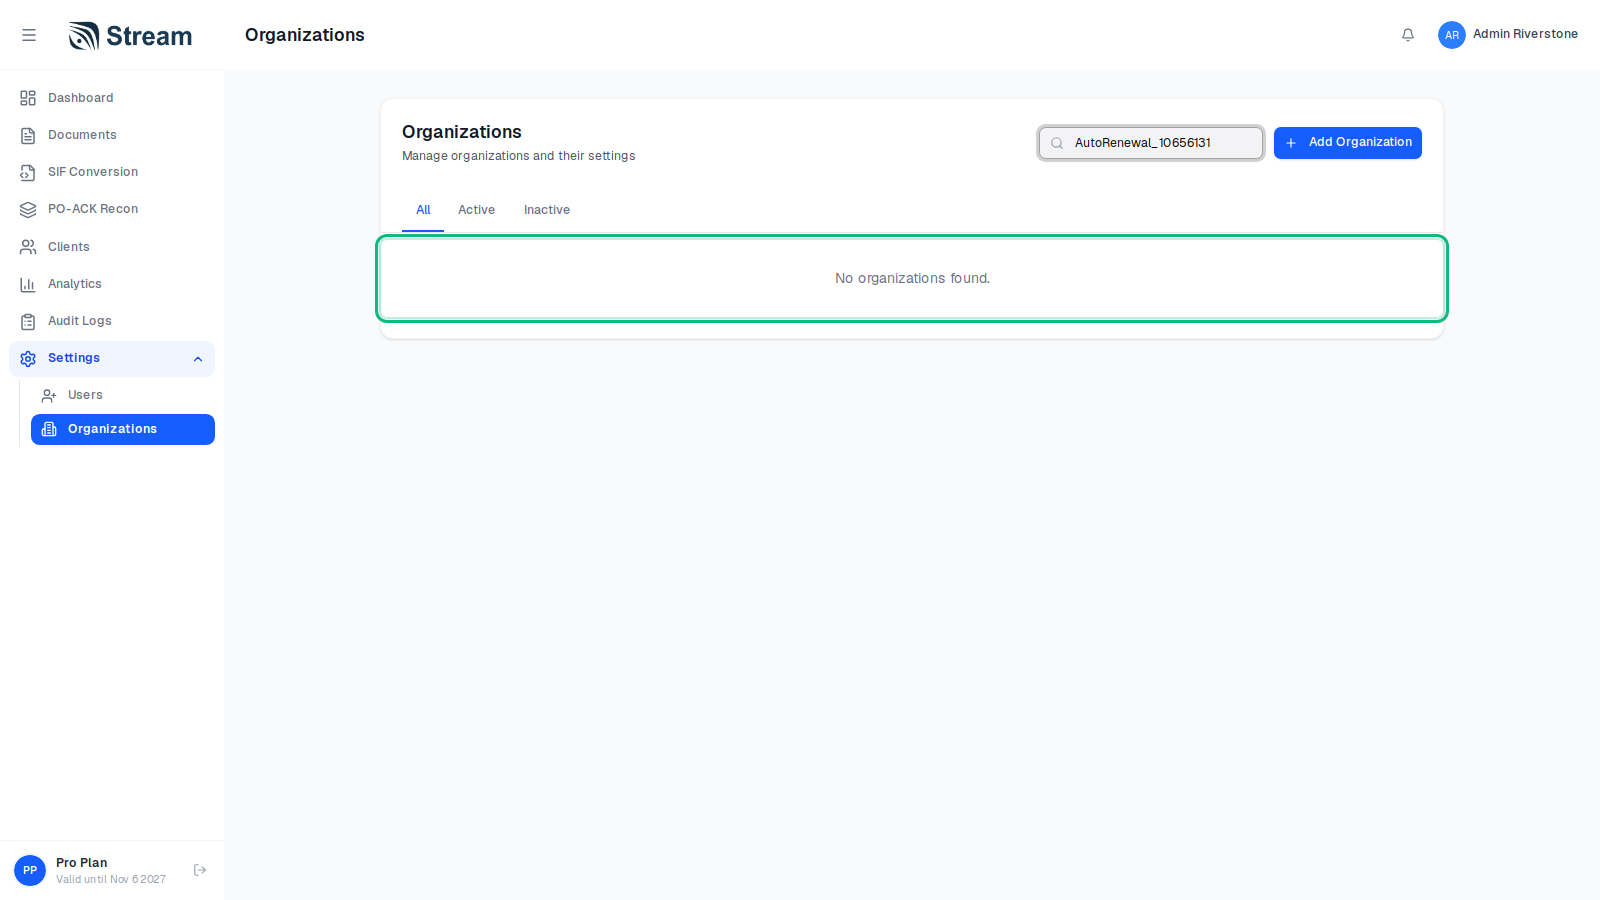 Stream
Organizations
AR
Admin Riverstone
Dashboard
Documents
SIF Conversion
PO-ACK Recon
Clients
Analytics
Audit Logs
Settings
Users
Organizations
Organizations
Manage organizations and their settings
AutoRenewal_10656131
Add Organization
All
Active
Inactive
No organizations found.
PP
Pro Plan
Valid until Nov 6 2027